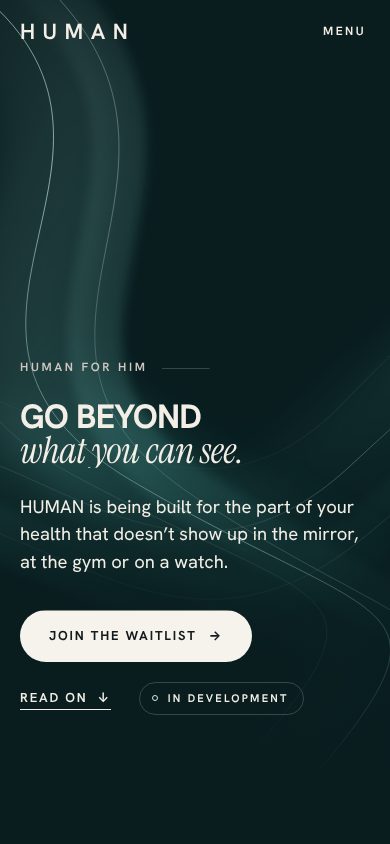 HUMAN
MENU
HUMAN FOR HIM
GO BEYOND
what you can see.
HUMAN is being built for the part of your
health that doesn’t show up in the mirror,
at the gym or on a watch.
JOIN THE WAITLIST →
READ ON ↓
IN DEVELOPMENT